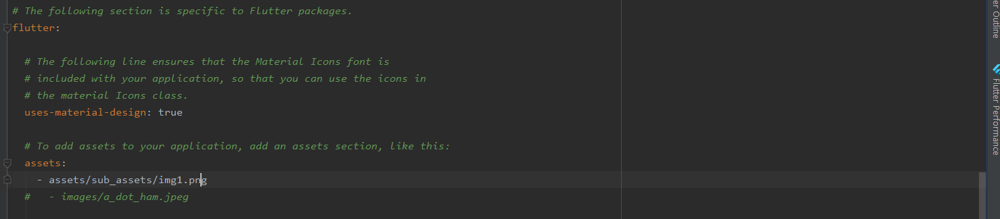 # The following section is specific to Flutter packages.
flutter:
  # The following line ensures that the Material Icons font is
  # included with your application, so that you can use the icons in
  # the material Icons class.
  uses-material-design: true
  # To add assets to your application, add an assets section, like this:
  assets:
    - assets/sub_assets/img1.png
  #   - images/a_dot_ham.jpeg
er Outline
Flutter Performance